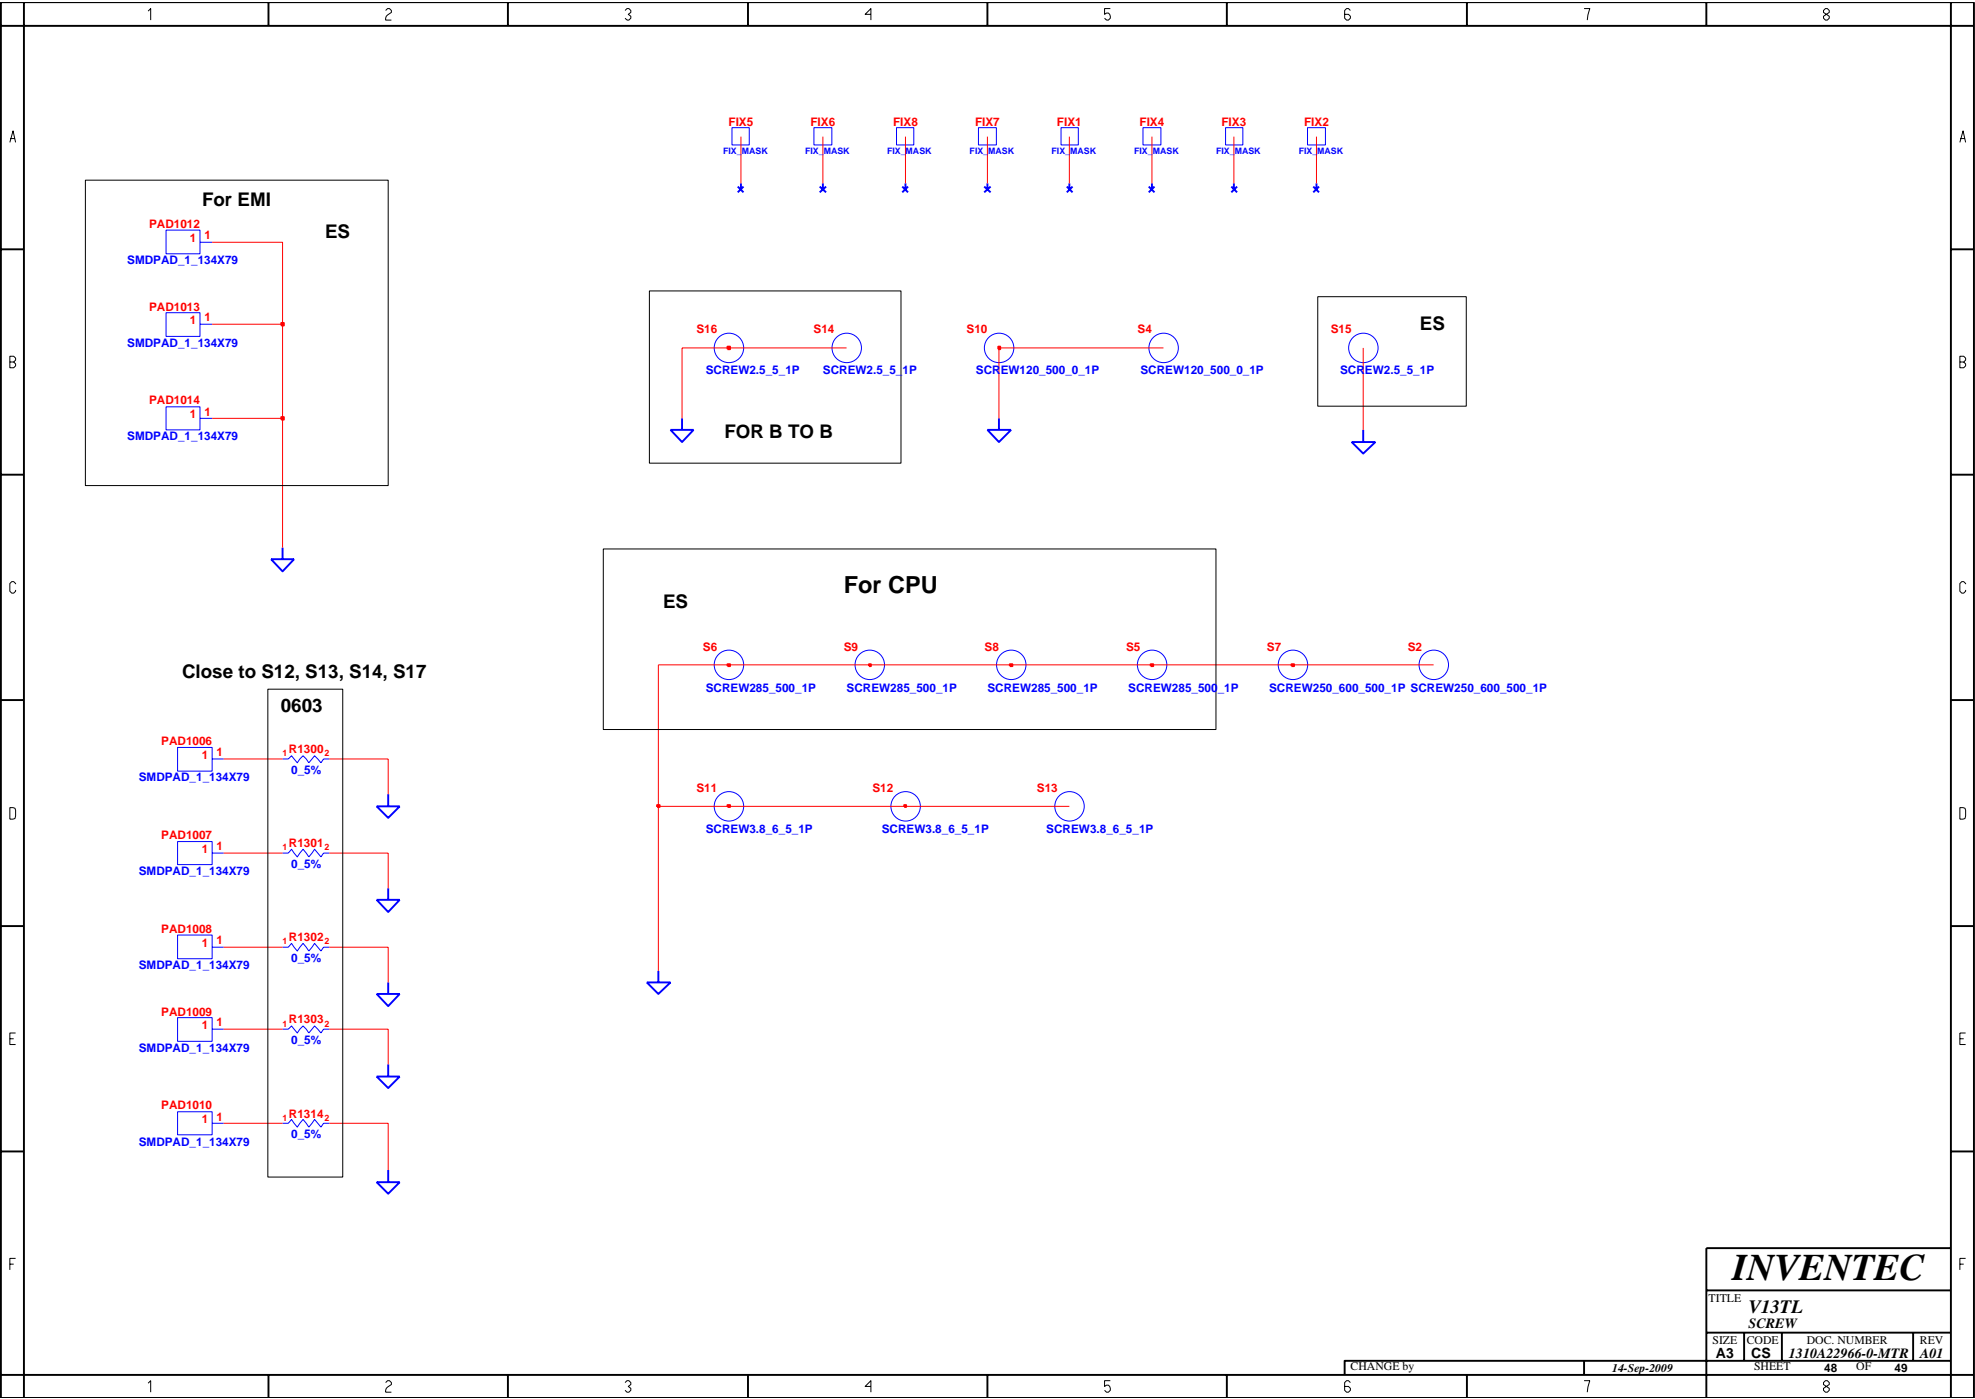 1 2 3 4 5 6 7 8
A A
B B
C C
D D
E E
F F
FIX5 FIX6 FIX8 FIX7 FIX1 FIX4 FIX3 FIX2
FIX_MASK FIX_MASK FIX_MASK FIX_MASK FIX_MASK FIX_MASK FIX_MASK FIX_MASK
For EMI
ES
PAD1012
1 1
SMDPAD_1_134X79
PAD1013
1 1
SMDPAD_1_134X79
PAD1014
1 1
SMDPAD_1_134X79
S16 S14
SCREW2.5_5_1P SCREW2.5_5_1P
FOR B TO B
S10 S4
SCREW120_500_0_1P SCREW120_500_0_1P
ES
S15
SCREW2.5_5_1P
For CPU
ES
S6 S9 S8 S5 S7 S2
SCREW285_500_1P SCREW285_500_1P SCREW285_500_1P SCREW285_500_1P SCREW250_600_500_1P SCREW250_600_500_1P
S11 S12 S13
SCREW3.8_6_5_1P SCREW3.8_6_5_1P SCREW3.8_6_5_1P
Close to S12, S13, S14, S17
0603
PAD1006
1 1 1 R1300 2
SMDPAD_1_134X79 0_5%
PAD1007
1 1 1 R1301 2
SMDPAD_1_134X79 0_5%
PAD1008
1 1 1 R1302 2
SMDPAD_1_134X79 0_5%
PAD1009
1 1 1 R1303 2
SMDPAD_1_134X79 0_5%
PAD1010
1 1 1 R1314 2
SMDPAD_1_134X79 0_5%
INVENTEC
TITLE V13TL
SCREW
SIZE CODE DOC. NUMBER REV
A3 CS 1310A22966-0-MTR A01
CHANGE by 14-Sep-2009 SHEET 48 OF 49
1 2 3 4 5 6 7 8